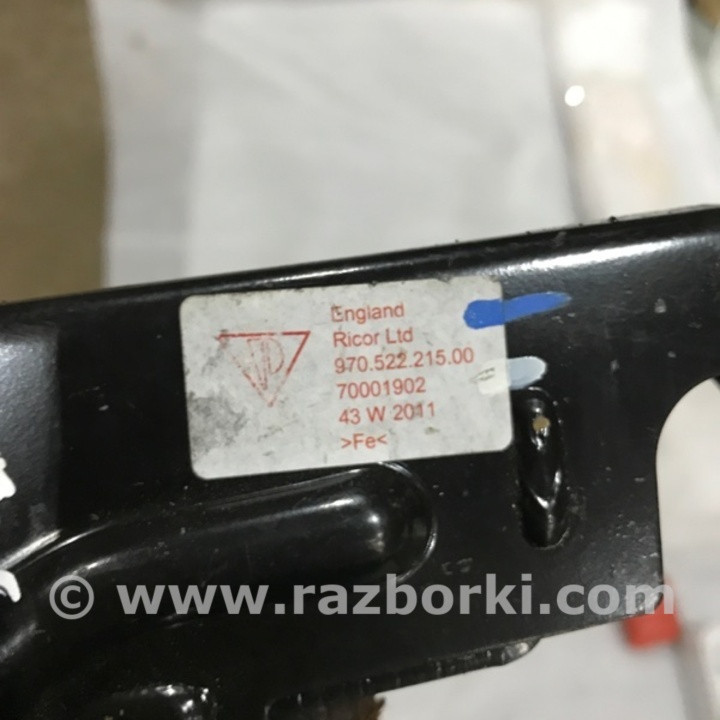 England
Ricor Ltd
970.522.215.00
70001902
43 W 2011
>Fe<
© www.razborki.com